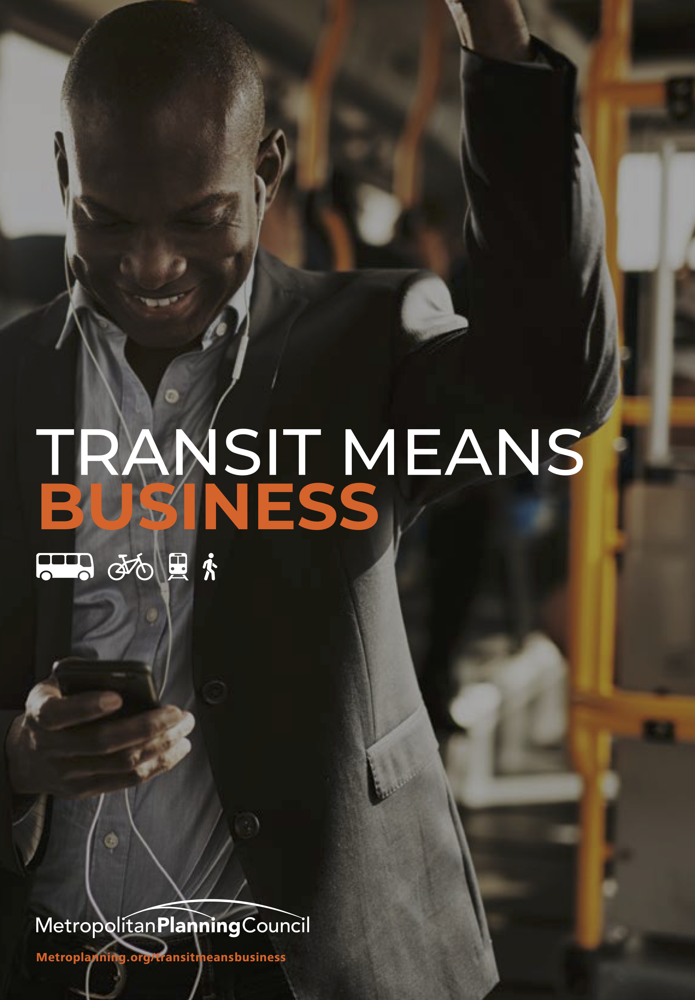 TRANSIT MEANS
BUSINESS
MetropolitanPlanningCouncil
Metroplanning.org/transitmeansbusiness